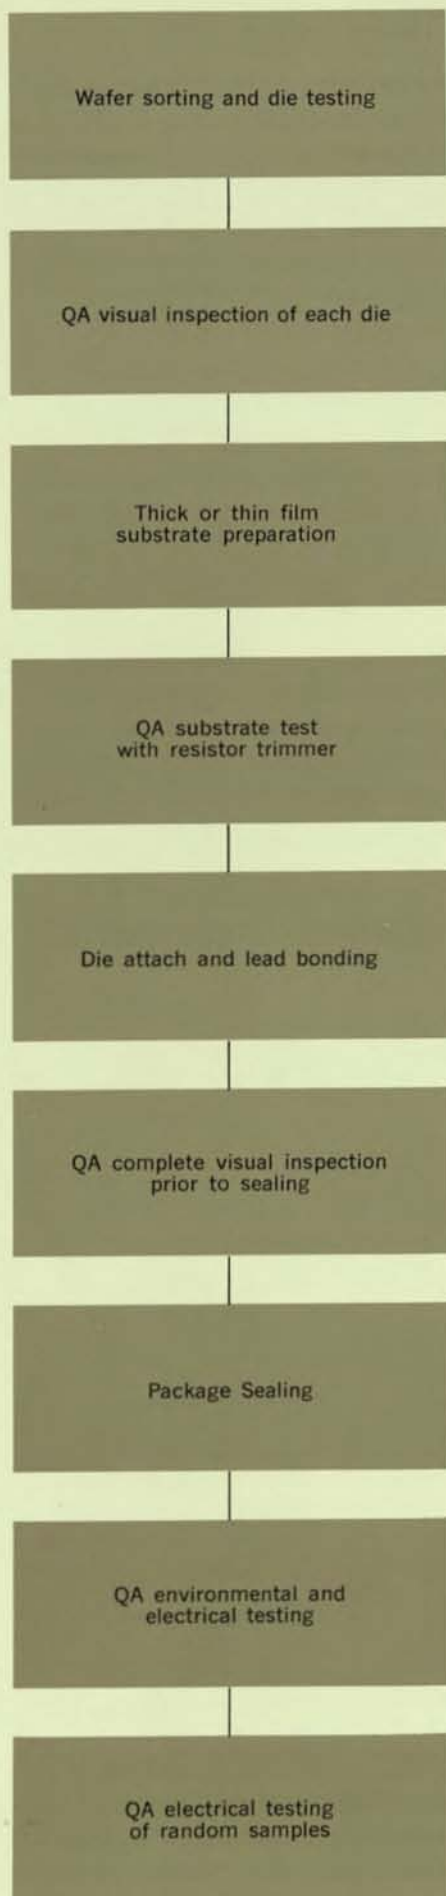 Wafer sorting and die testing
QA visual inspection of each die
Thick or thin film
substrate preparation
QA substrate test
with resistor trimmer
Die attach and lead bonding
QA complete visual inspection
prior to sealing
Package Sealing
QA environmental and
electrical testing
QA electrical testing
of random samples